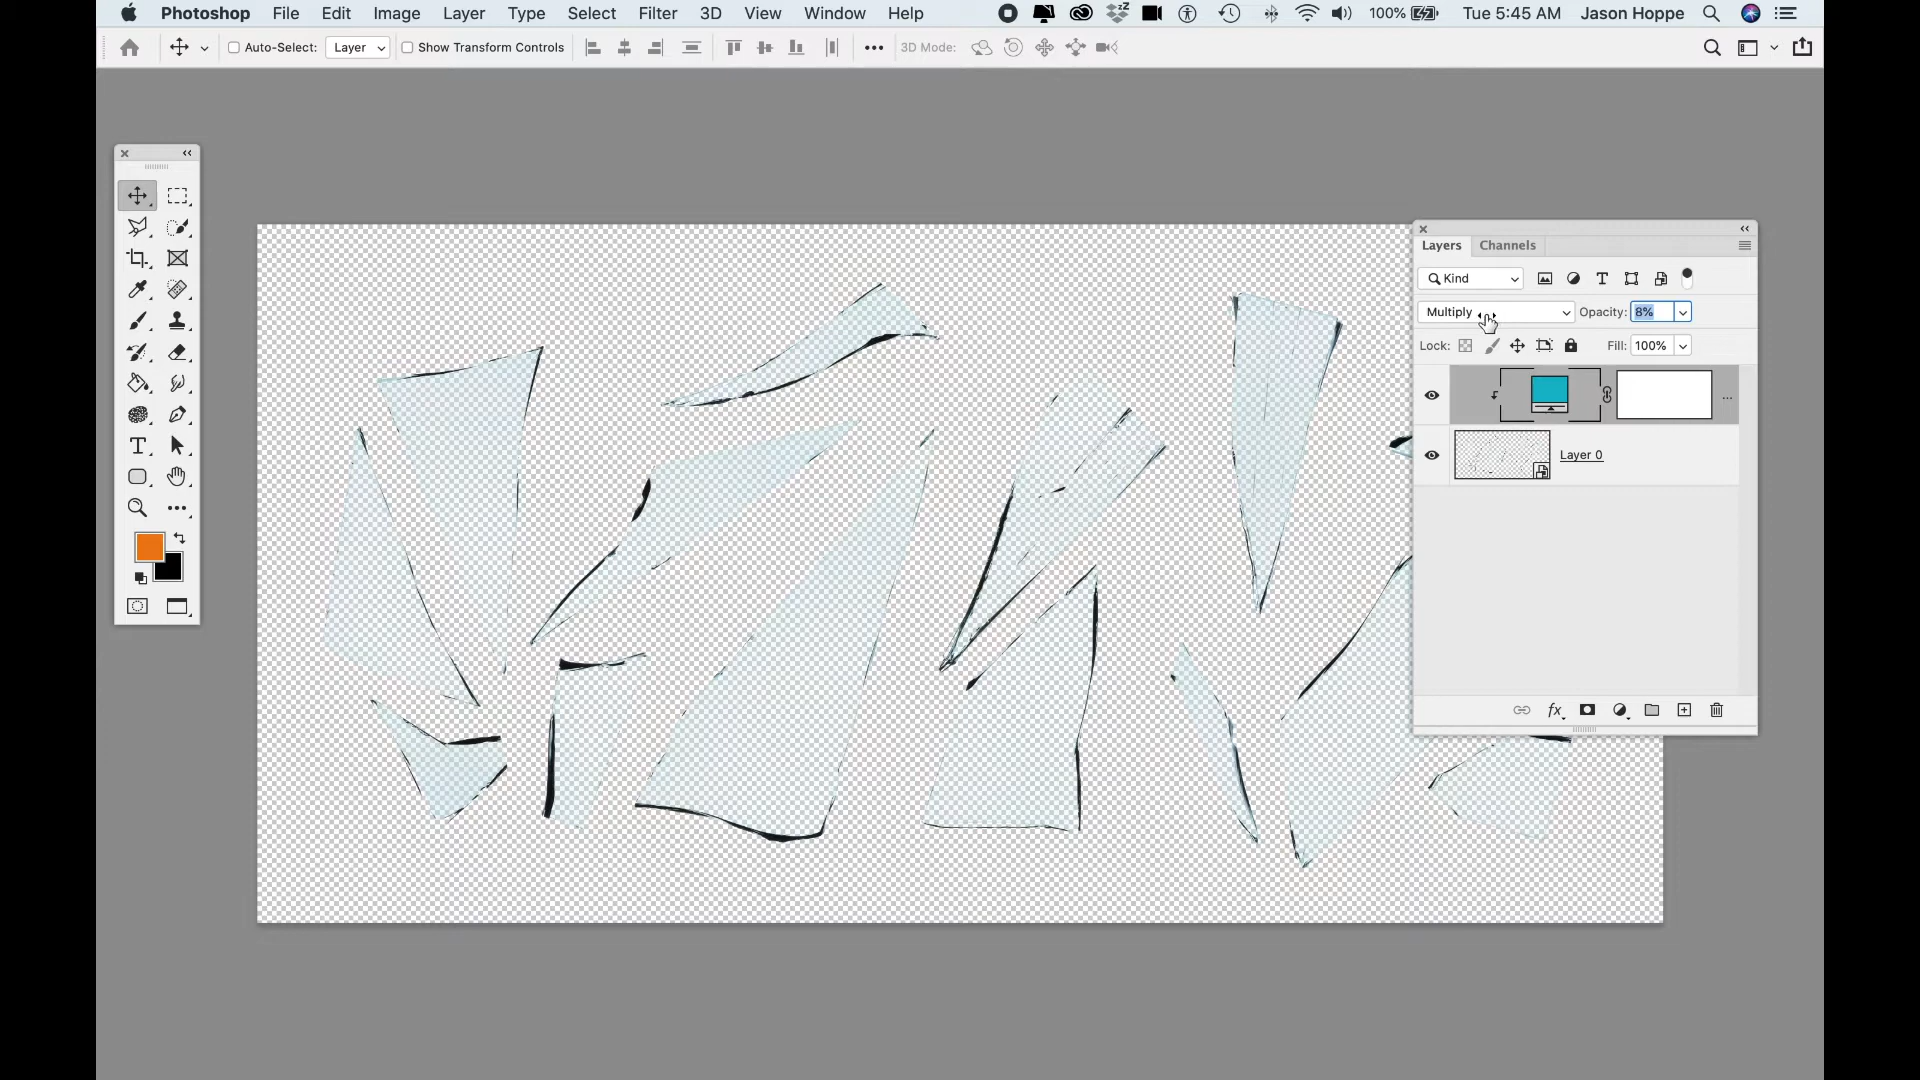 Photoshop File Edit Image Layer Type Select Filter 3D View Window Help 100% Tue 5:45 AM Jason Hoppe
Auto-Select: Layer Show Transform Controls 3D Mode:
Layers Channels
Kind
Multiply Opacity: 8%
Lock: Fill: 100%
Layer 0
fx